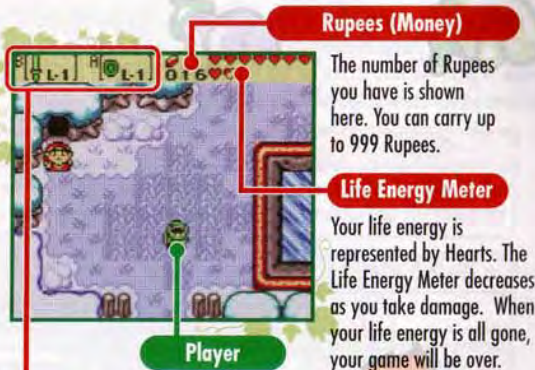 Rupees (Money)
B L-1 A L-1 016
The number of Rupees
you have is shown
here. You can carry up
to 999 Rupees.
Life Energy Meter
Your life energy is
represented by Hearts. The
Life Energy Meter decreases
as you take damage. When
your life energy is all gone,
your game will be over.
Player